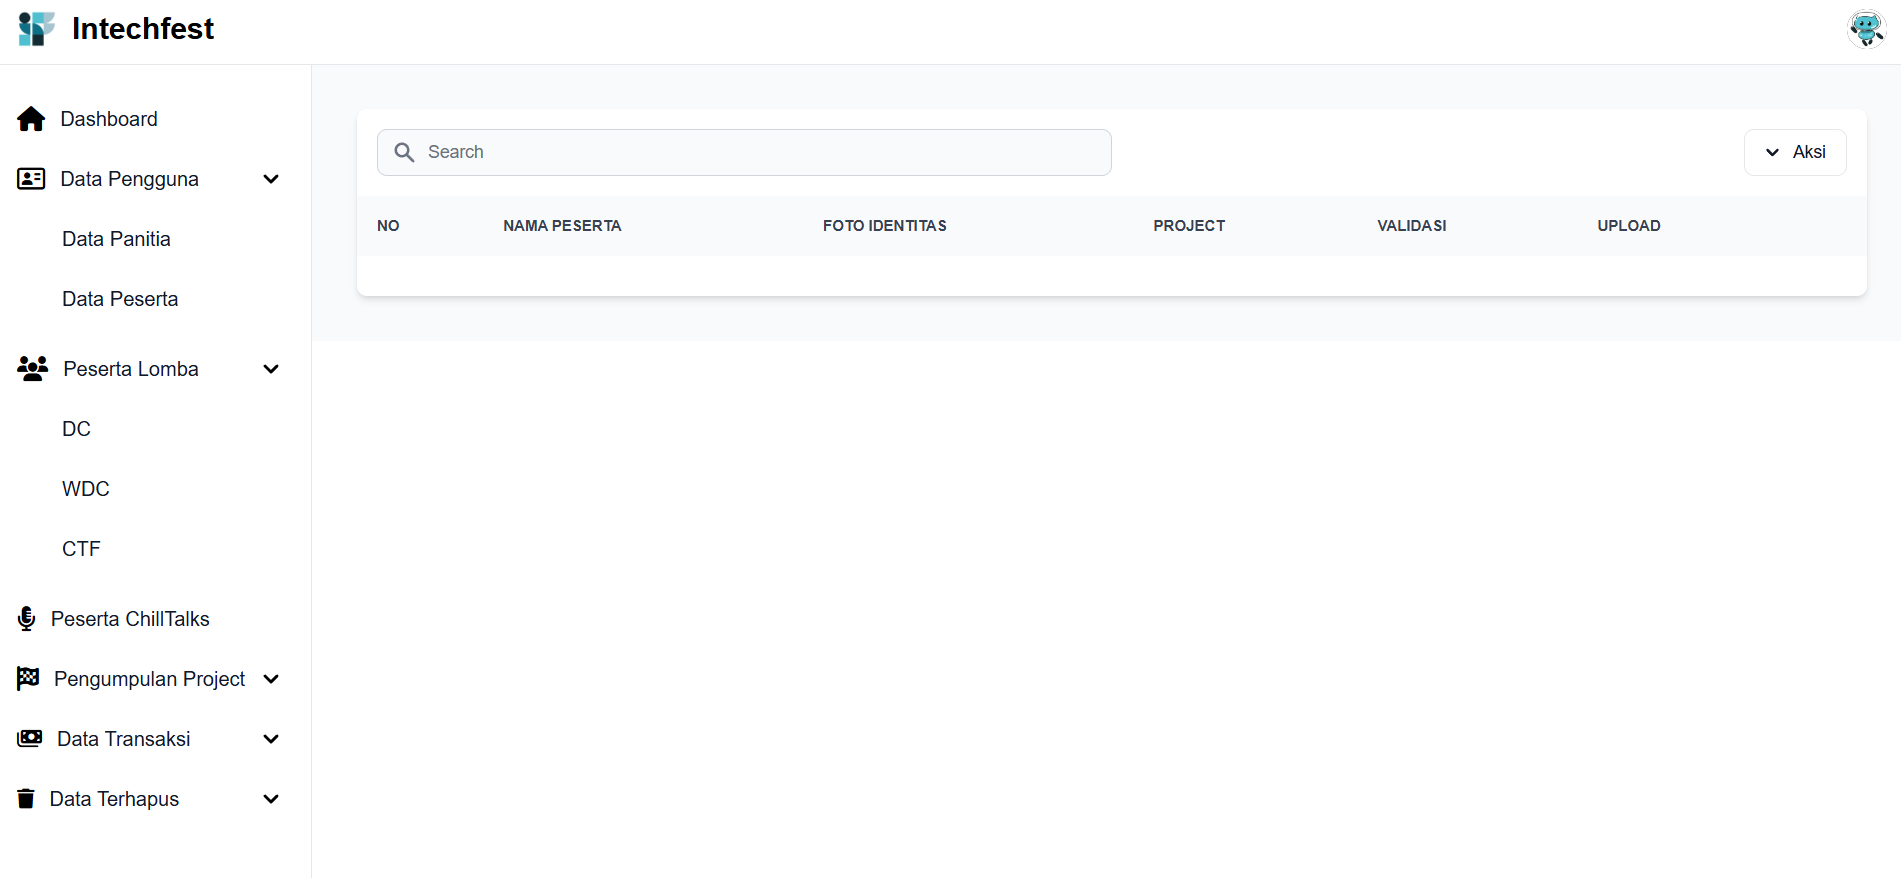 Intechfest
Dashboard
Data Pengguna
Data Panitia
Data Peserta
Peserta Lomba
DC
WDC
CTF
Peserta ChillTalks
Pengumpulan Project
Data Transaksi
Data Terhapus
Search
Aksi
NO NAMA PESERTA FOTO IDENTITAS PROJECT VALIDASI UPLOAD